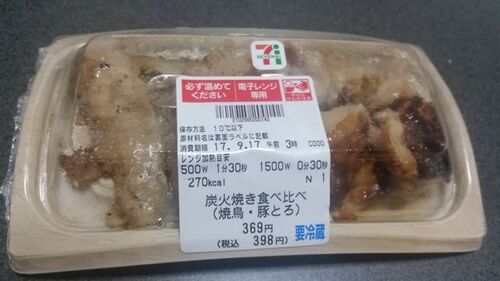 7
SEVEN & i
必ず温めて
ください
電子レンジ
専用
保存方法 10℃以下
原材料名は裏面ラベルに記載
消費期限 17. 9.17 午前 3時 C000
レンジ加熱目安
500W 1分30秒 1500W 0分30秒
270kcal N 1
炭火焼き食べ比べ
(焼鳥・豚とろ)
369円
(税込 398円)
要冷蔵